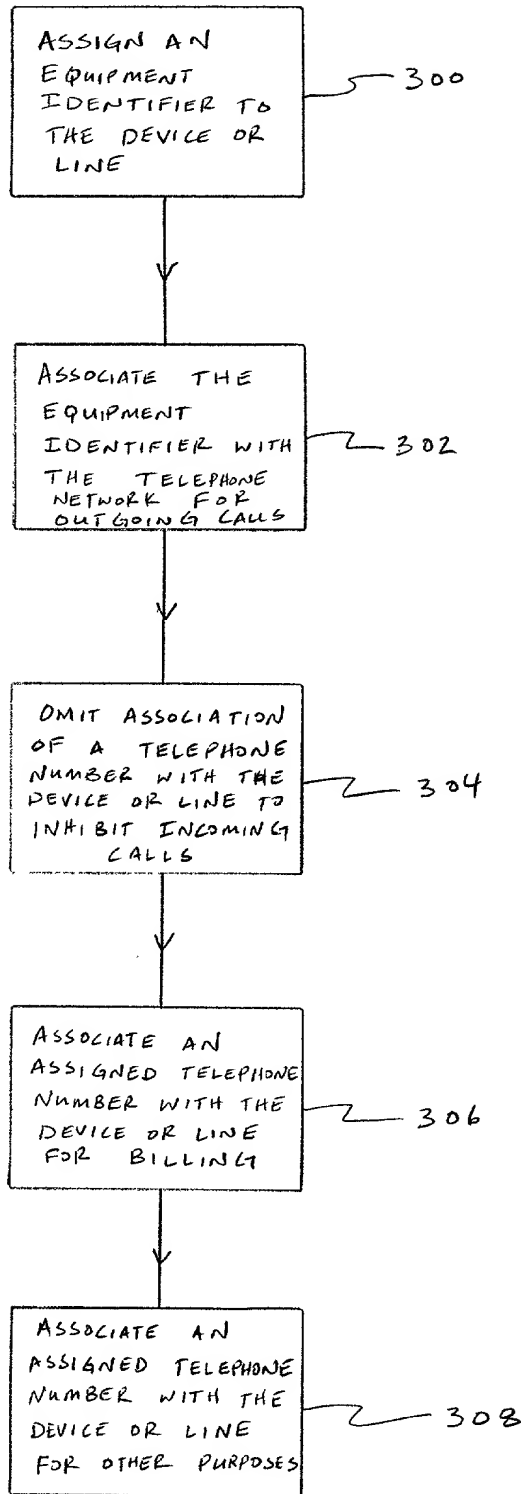 ASSIGN AN
EQUIPMENT
IDENTIFIER TO
THE DEVICE OR
LINE
300
ASSOCIATE THE
EQUIPMENT
IDENTIFIER WITH
THE TELEPHONE
NETWORK FOR
OUTGOING CALLS
302
OMIT ASSOCIATION
OF A TELEPHONE
NUMBER WITH THE
DEVICE OR LINE TO
INHIBIT INCOMING
CALLS
304
ASSOCIATE AN
ASSIGNED TELEPHONE
NUMBER WITH THE
DEVICE OR LINE
FOR BILLING
306
ASSOCIATE AN
ASSIGNED TELEPHONE
NUMBER WITH THE
DEVICE OR LINE
FOR OTHER PURPOSES
308